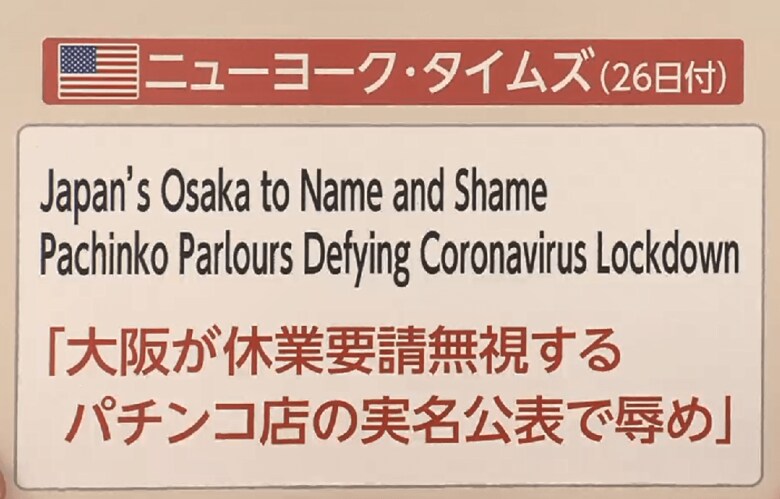 ニューヨーク・タイムズ(26日付)
Japan's Osaka to Name and Shame
Pachinko Parlours Defying Coronavirus Lockdown
「大阪が休業要請無視する
パチンコ店の実名公表で辱め」